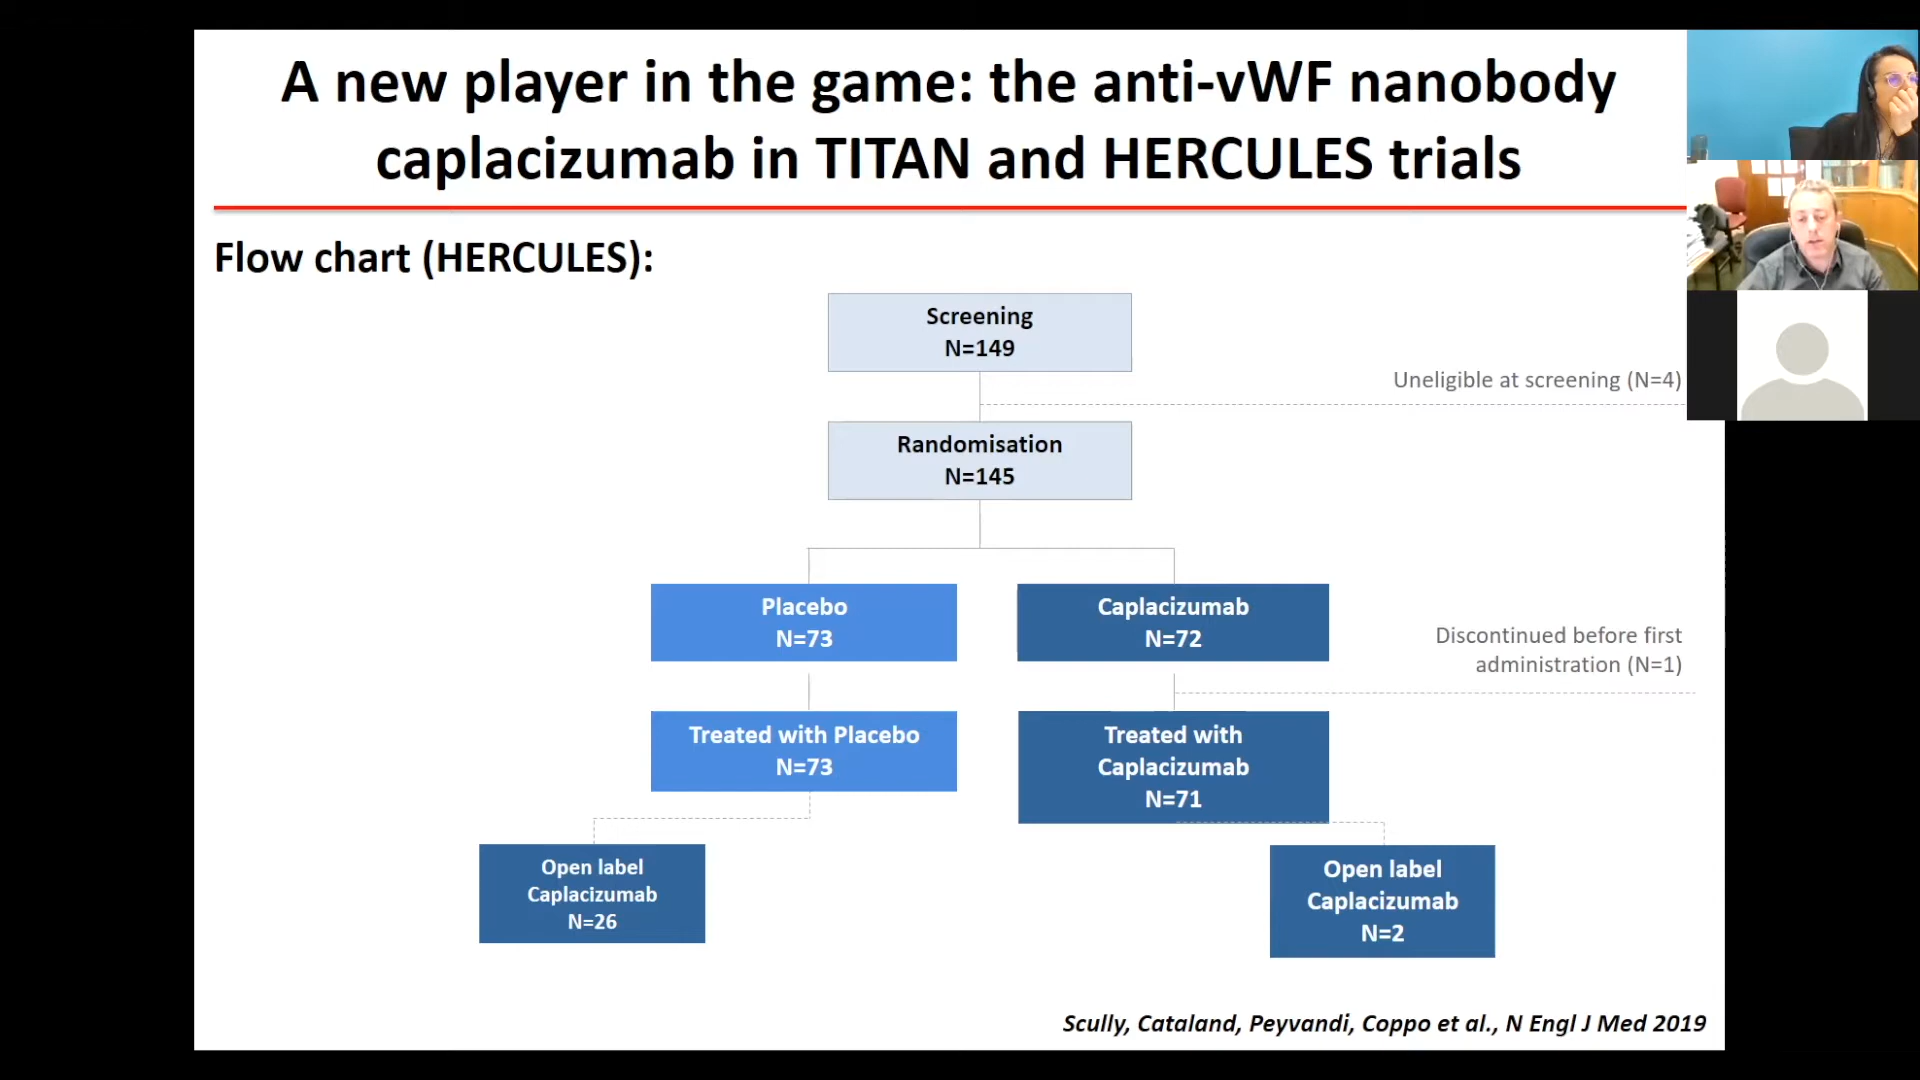 A new player in the game: the anti-vWF nanobody
caplacizumab in TITAN and HERCULES trials
Flow chart (HERCULES):
Screening
N=149
Uneligible at screening (N=4)
Randomisation
N=145
Placebo
N=73
Caplacizumab
N=72
Discontinued before first
administration (N=1)
Treated with Placebo
N=73
Treated with
Caplacizumab
N=71
Open label
Caplacizumab
N=26
Open label
Caplacizumab
N=2
Scully, Cataland, Peyvandi, Coppo et al., N Engl J Med 2019